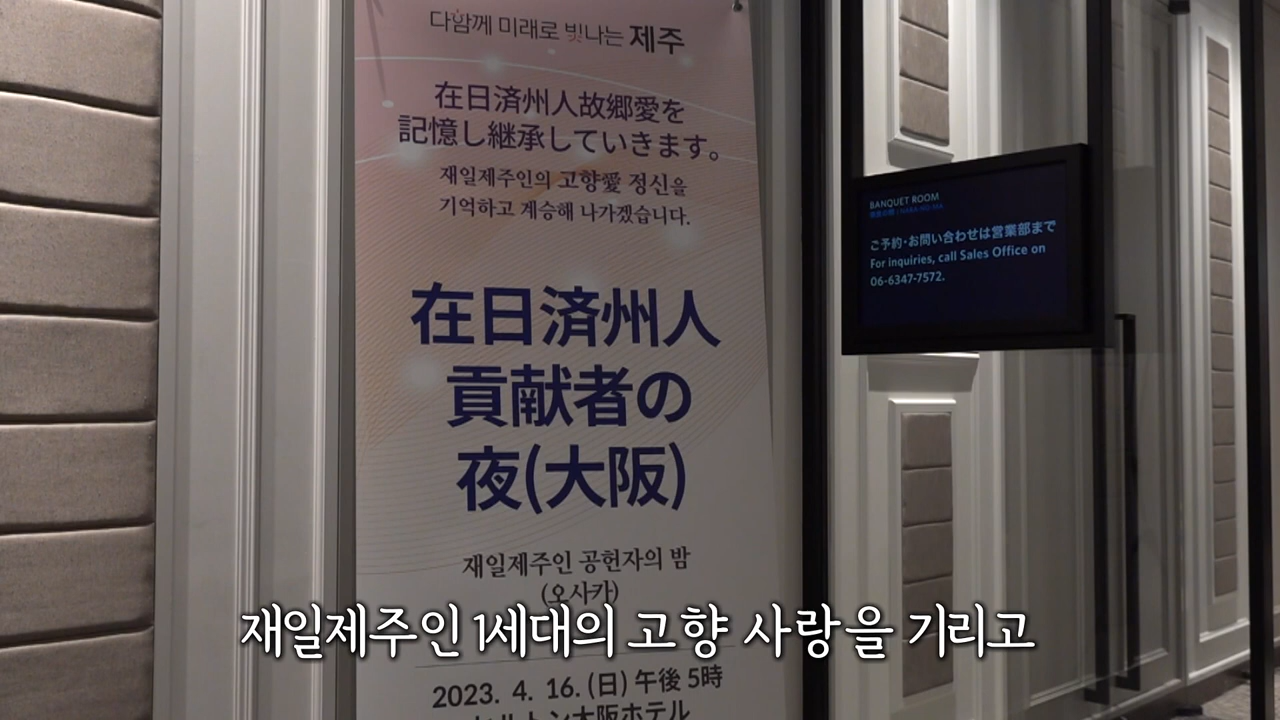 다함께 미래로 빛나는 제주
在日済州人故郷愛を
記憶し継承していきます。
재일제주인의 고향愛 정신을
기억하고 계승해 나가겠습니다.
在日済州人
貢献者の
夜(大阪)
재일제주인 공헌자의 밤
(오사카)
2023. 4. 16. (日) 午後 5時
大阪ホテル
BANQUET ROOM
ご予約・お問い合わせは営業部まで
For inquiries, call Sales Office on
06-6347-7572.
재일제주인 1세대의 고향 사랑을 기리고